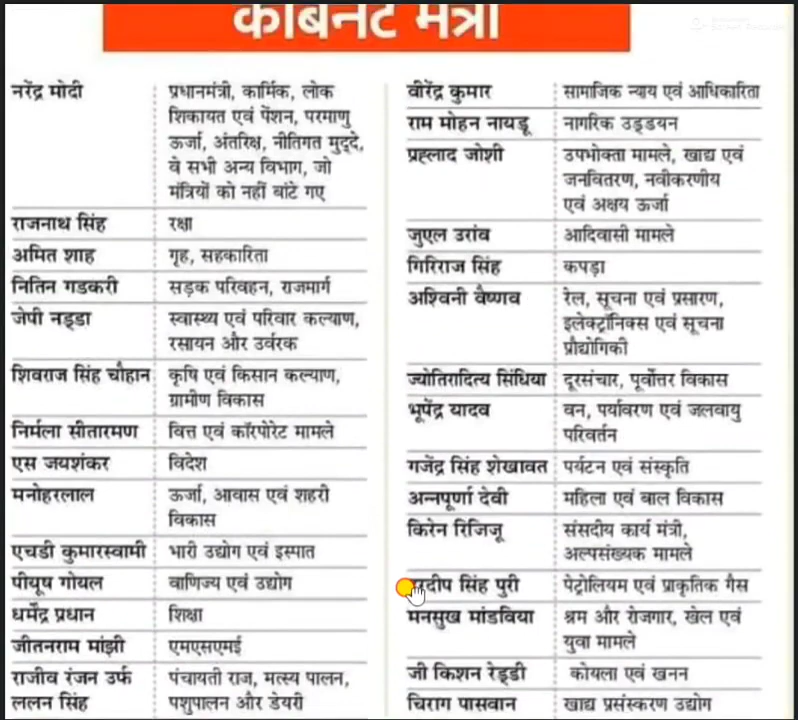 कैबिनेट मंत्री
नरेंद्र मोदी
प्रधानमंत्री, कार्मिक, लोक
शिकायत एवं पेंशन, परमाणु
ऊर्जा, अंतरिक्ष, नीतिगत मुद्दे,
वे सभी अन्य विभाग, जो
मंत्रियों को नहीं बांटे गए
राजनाथ सिंह रक्षा
अमित शाह गृह, सहकारिता
नितिन गडकरी सड़क परिवहन, राजमार्ग
जेपी नड्डा स्वास्थ्य एवं परिवार कल्याण,
रसायन और उर्वरक
शिवराज सिंह चौहान कृषि एवं किसान कल्याण,
ग्रामीण विकास
निर्मला सीतारमण वित्त एवं कॉरपोरेट मामले
एस जयशंकर विदेश
मनोहरलाल ऊर्जा, आवास एवं शहरी
विकास
एचडी कुमारस्वामी भारी उद्योग एवं इस्पात
पीयूष गोयल वाणिज्य एवं उद्योग
धर्मेंद्र प्रधान शिक्षा
जीतनराम मांझी एमएसएमई
राजीव रंजन उर्फ पंचायती राज, मत्स्य पालन,
ललन सिंह पशुपालन और डेयरी
वीरेंद्र कुमार सामाजिक न्याय एवं आधिकारिता
राम मोहन नायडू नागरिक उड्डयन
प्रह्लाद जोशी उपभोक्ता मामले, खाद्य एवं
जनवितरण, नवीकरणीय
एवं अक्षय ऊर्जा
जुएल उरांव आदिवासी मामले
गिरिराज सिंह कपड़ा
अश्विनी वैष्णव रेल, सूचना एवं प्रसारण,
इलेक्ट्रॉनिक्स एवं सूचना
प्रौद्योगिकी
ज्योतिरादित्य सिंधिया दूरसंचार, पूर्वोत्तर विकास
भूपेंद्र यादव वन, पर्यावरण एवं जलवायु
परिवर्तन
गजेंद्र सिंह शेखावत पर्यटन एवं संस्कृति
अन्नपूर्णा देवी महिला एवं बाल विकास
किरेन रिजिजू संसदीय कार्य मंत्री,
अल्पसंख्यक मामले
सिंह पुरी पेट्रोलियम एवं प्राकृतिक गैस
मनसुख मांडविया श्रम और रोजगार, खेल एवं
युवा मामले
जी किशन रेड्डी कोयला एवं खनन
चिराग पासवान खाद्य प्रसंस्करण उद्योग